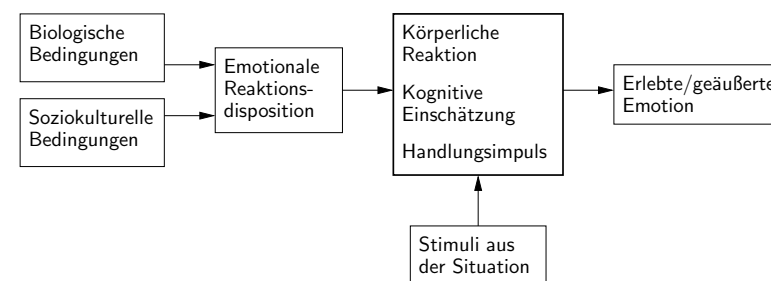 Biologische
Bedingungen
Soziokulturelle
Bedingungen
Emotionale
Reaktions-
disposition
Körperliche
Reaktion
Kognitive
Einschätzung
Handlungsimpuls
Stimuli aus
der Situation
Erlebte/geäußerte
Emotion